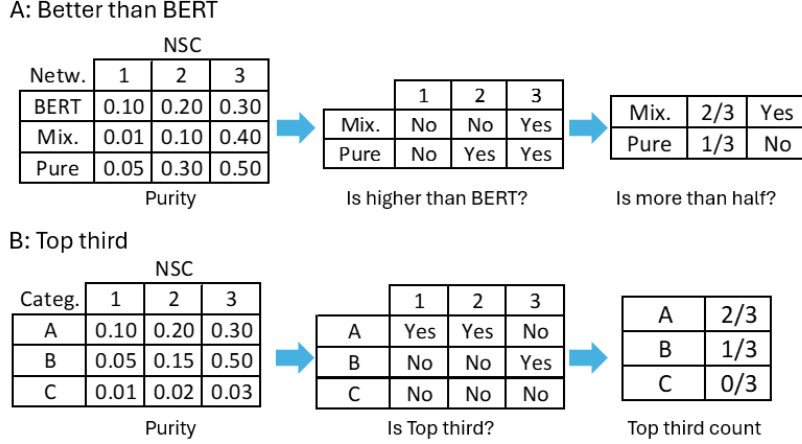 A: Better than BERT
NSC
Netw. 1 2 3
BERT 0.10 0.20 0.30
Mix. 0.01 0.10 0.40
Pure 0.05 0.30 0.50
Purity
1 2 3
Mix. No No Yes
Pure No Yes Yes
Is higher than BERT?
Mix. 2/3 Yes
Pure 1/3 No
Is more than half?
B: Top third
NSC
Categ. 1 2 3
A 0.10 0.20 0.30
B 0.05 0.15 0.50
C 0.01 0.02 0.03
Purity
1 2 3
A Yes Yes No
B No No Yes
C No No No
Is Top third?
A 2/3
B 1/3
C 0/3
Top third count